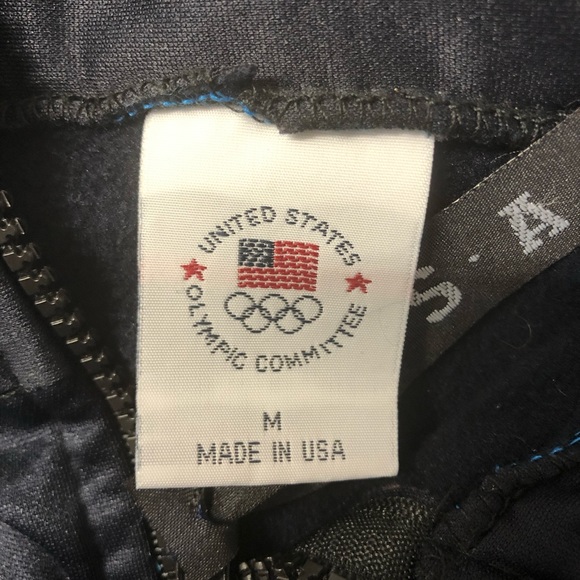 UNITED STATES
OLYMPIC COMMITTEE
M
MADE IN USA
S. A